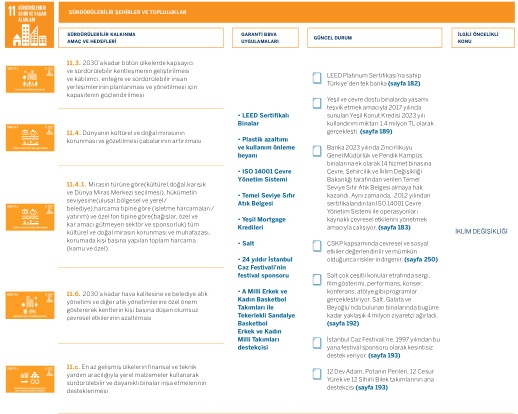 11 SÜRDÜRÜLEBİLİR
ŞEHİR VE YAŞAM
ALANLARI
SÜRDÜRÜLEBİLİR ŞEHİRLER VE TOPLULUKLAR
SÜRDÜRÜLEBİLİR KALKINMA
AMAÇ VE HEDEFLERİ
GARANTİ BBVA
UYGULAMALARI
GÜNCEL DURUM
İLGİLİ ÖNCELİKLİ
KONU
11.3. 2030'a kadar bütün ülkelerde kapsayıcı
ve sürdürülebilir kentleşmenin geliştirilmesi
ve katılımcı, entegre ve sürdürülebilir insan
yerleşimlerinin planlanması ve yönetilmesi için
kapasitenin güçlendirilmesi
11.4. Dünyanın kültürel ve doğal mirasının
korunması ve gözetilmesi çabalarının artırılması
11.4.1. Mirasın türüne (kültürel, doğal, karışık
ve Dünya Miras Merkezi seçilmesi), hükümetin
seviyesine (ulusal, bölgesel ve yerel/
belediye), harcama tipine göre (işletme harcamaları/
yatırım) ve özel fon tipine göre (bağışlar, özel ve
kar amacı gütmeyen sektör ve sponsorluk) tüm
kültürel ve doğal mirasın koruması ve muhafazası,
korumada kişi başına yapılan toplam harcama
(kamu ve özel)
11.6. 2030'a kadar hava kalitesine ve belediye atık
yönetimi ve diğer atık yönetimlerine özel önem
göstererek kentlerin kişi başına düşen olumsuz
çevresel etkilerinin azaltılması
11.c. En az gelişmiş ülkelerin finansal ve teknik
yardım aracılığıyla yerel malzemeler kullanarak
sürdürülebilir ve dayanıklı binalar inşa etmelerinin
desteklenmesi
• LEED Sertifikalı
Binalar
• Plastik azaltımı
ve kullanım önleme
beyanı
• ISO 14001 Çevre
Yönetim Sistemi
• Temel Seviye Sıfır
Atık Belgesi
• Yeşil Mortgage
Kredileri
• Salt
• 24 yıldır İstanbul
Caz Festivali'nin
festival sponsoru
• A Milli Erkek ve
Kadın Basketbol
Takımları ile
Tekerlekli Sandalye
Basketbol
Erkek ve Kadın
Milli Takımları
destekçisi
LEED Platinum Sertifikası'na sahip
Türkiye'den tek banka (sayfa 182)
Yeşil ve çevre dostu binalarda yaşamı
teşvik etmek amacıyla 2017 yılında
sunulan Yeşil Konut Kredisi 2023 yılı
kullandırım miktarı 1,4 milyon TL olarak
gerçekleşti. (sayfa 189)
Banka 2023 yılında Zincirlikuyu
Genel Müdürlük ve Pendik Kampüs
binalarına ek olarak 14 hizmet binasına
Çevre, Şehircilik ve İklim Değişikliği
Bakanlığı tarafından verilen Temel
Seviye Sıfır Atık Belgesi almaya hak
kazandı. Aynı zamanda, 2012 yılından
sertifikalandırılan ISO 14001 Çevre
Yönetim Sistemi ile operasyonları
kaynaklı çevresel etkilerini yönetmek
amacıyla çalışıyor. (sayfa 183)
ÇSKP kapsamında çevresel ve sosyal
etkiler değerlendirilir ve mümkün
olduğunca riskler indirgenir. (sayfa 250)
Salt çok çeşitli konular etrafında sergi,
film gösterimi, performans, konser,
konferans, atölye gibi programlar
gerçekleştiriyor. Salt, Galata ve
Beyoğlu'nda bulunan binalarında bugüne
kadar yaklaşık 4 milyon ziyaretçi ağırladı.
(sayfa 192)
İstanbul Caz Festivali'ne, 1997 yılından bu
yana festival sponsoru olarak kesintisiz
destek veriyor. (sayfa 193)
12 Dev Adam, Potanın Perileri, 12 Cesur
Yürek ve 12 Sihirli Bilek takımlarının ana
destekçisi (sayfa 193)
İKLİM DEĞİŞİKLİĞİ